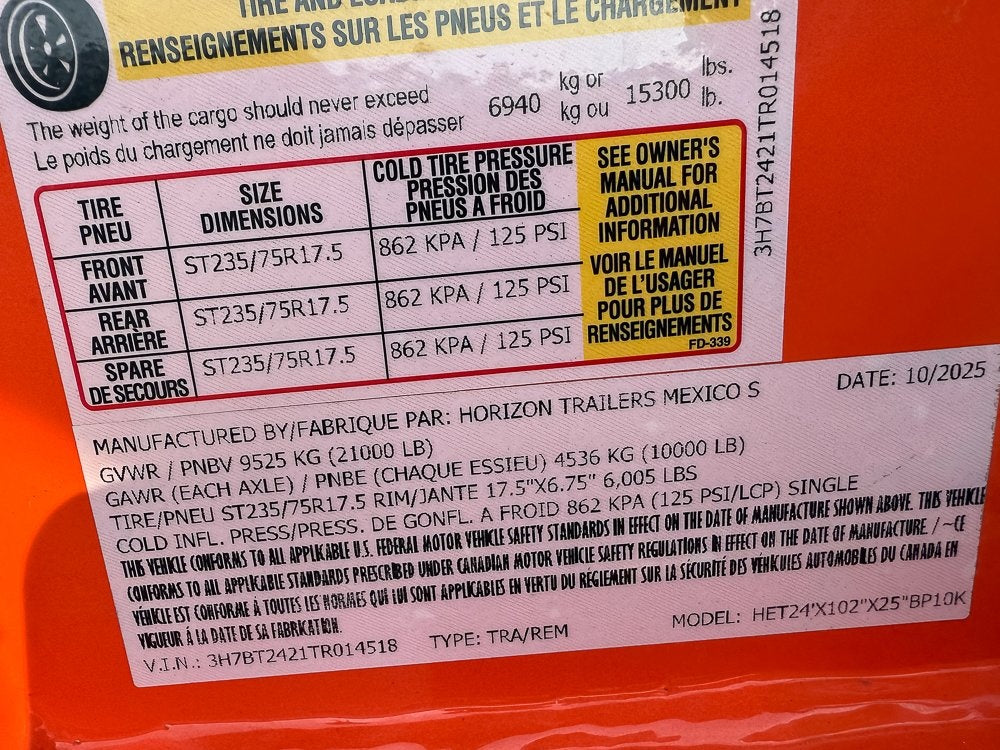 TIRE AND
RENSEIGNEMENTS SUR LES PNEUS ET LE CHARGEMENT
The weight of the cargo should never exceed 6940 kg or 15300 lbs.
Le poids du chargement ne doit jamais dépasser kg ou lb.
TIRE PNEU SIZE DIMENSIONS COLD TIRE PRESSURE PRESSION DES PNEUS A FROID
FRONT AVANT ST235/75R17.5 862 KPA / 125 PSI
REAR ARRIÈRE ST235/75R17.5 862 KPA / 125 PSI
SPARE DE SECOURS ST235/75R17.5 862 KPA / 125 PSI
SEE OWNER'S
MANUAL FOR
ADDITIONAL
INFORMATION
VOIR LE MANUEL
DE L'USAGER
POUR PLUS DE
RENSEIGNEMENTS
FD-339
3H7BT2421TR014518
MANUFACTURED BY/FABRIQUE PAR: HORIZON TRAILERS MEXICO S DATE: 10/2025
GVWR / PNBV 9525 KG (21000 LB)
GAWR (EACH AXLE) / PNBE (CHAQUE ESSIEU) 4536 KG (10000 LB)
TIRE/PNEU ST235/75R17.5 RIM/JANTE 17.5"X6.75" 6,005 LBS
COLD INFL. PRESS/PRESS. DE GONFL. A FROID 862 KPA (125 PSI/LCP) SINGLE
THIS VEHICLE CONFORMS TO ALL APPLICABLE U.S. FEDERAL MOTOR VEHICLE SAFETY STANDARDS IN EFFECT ON THE DATE OF MANUFACTURE SHOWN ABOVE. THIS VEHICLE
CONFORMS TO ALL APPLICABLE STANDARDS PRESCRIBED UNDER CANADIAN MOTOR VEHICLE SAFETY REGULATIONS IN EFFECT ON THE DATE OF MANUFACTURE. / ~CE
VÉHICLE EST CONFORME À TOUTES LES NORMES QUI LUI SONT APPLICABLES EN VERTU DU RÉGLEMENT SUR LA SÉCURITÉ DES VÉHICULES AUTOMOBILES DU CANADA EN
VIGUEUR À LA DATE DE SA FABRICATION.
V.I.N.: 3H7BT2421TR014518 TYPE: TRA/REM MODEL: HET24'X102"X25"BP10K